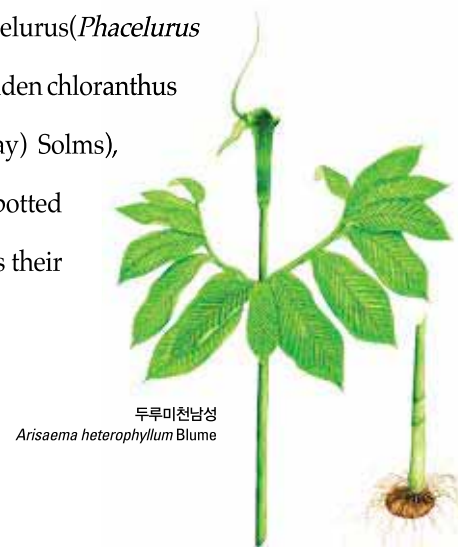 elurus(Phacelurus
den chloranthus
ay) Solms),
potted
s their
두루미천남성
Arisaema heterophyllum Blume